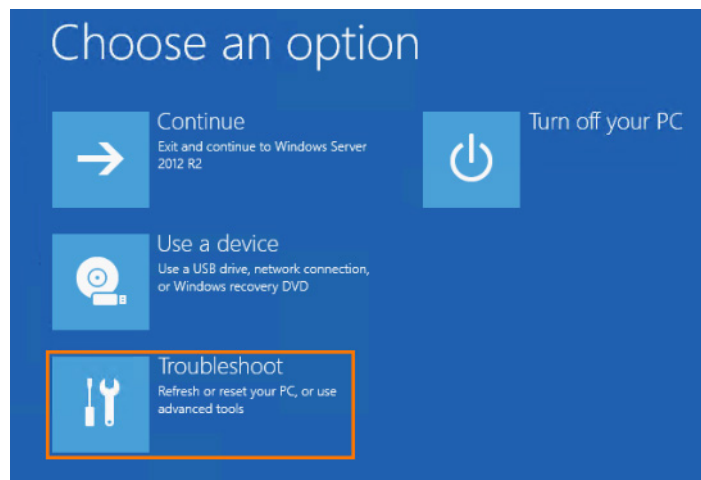 Choose an option
Continue
Exit and continue to Windows Server
2012 R2
Turn off your PC
Use a device
Use a USB drive, network connection,
or Windows recovery DVD
Troubleshoot
Refresh or reset your PC, or use
advanced tools